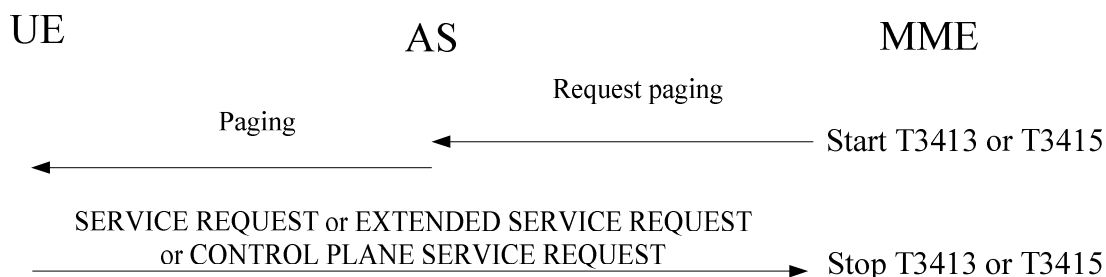 UE
AS
MME
Request paging
Paging
Start T3413 or T3415
SERVICE REQUEST or EXTENDED SERVICE REQUEST
or CONTROL PLANE SERVICE REQUEST
Stop T3413 or T3415